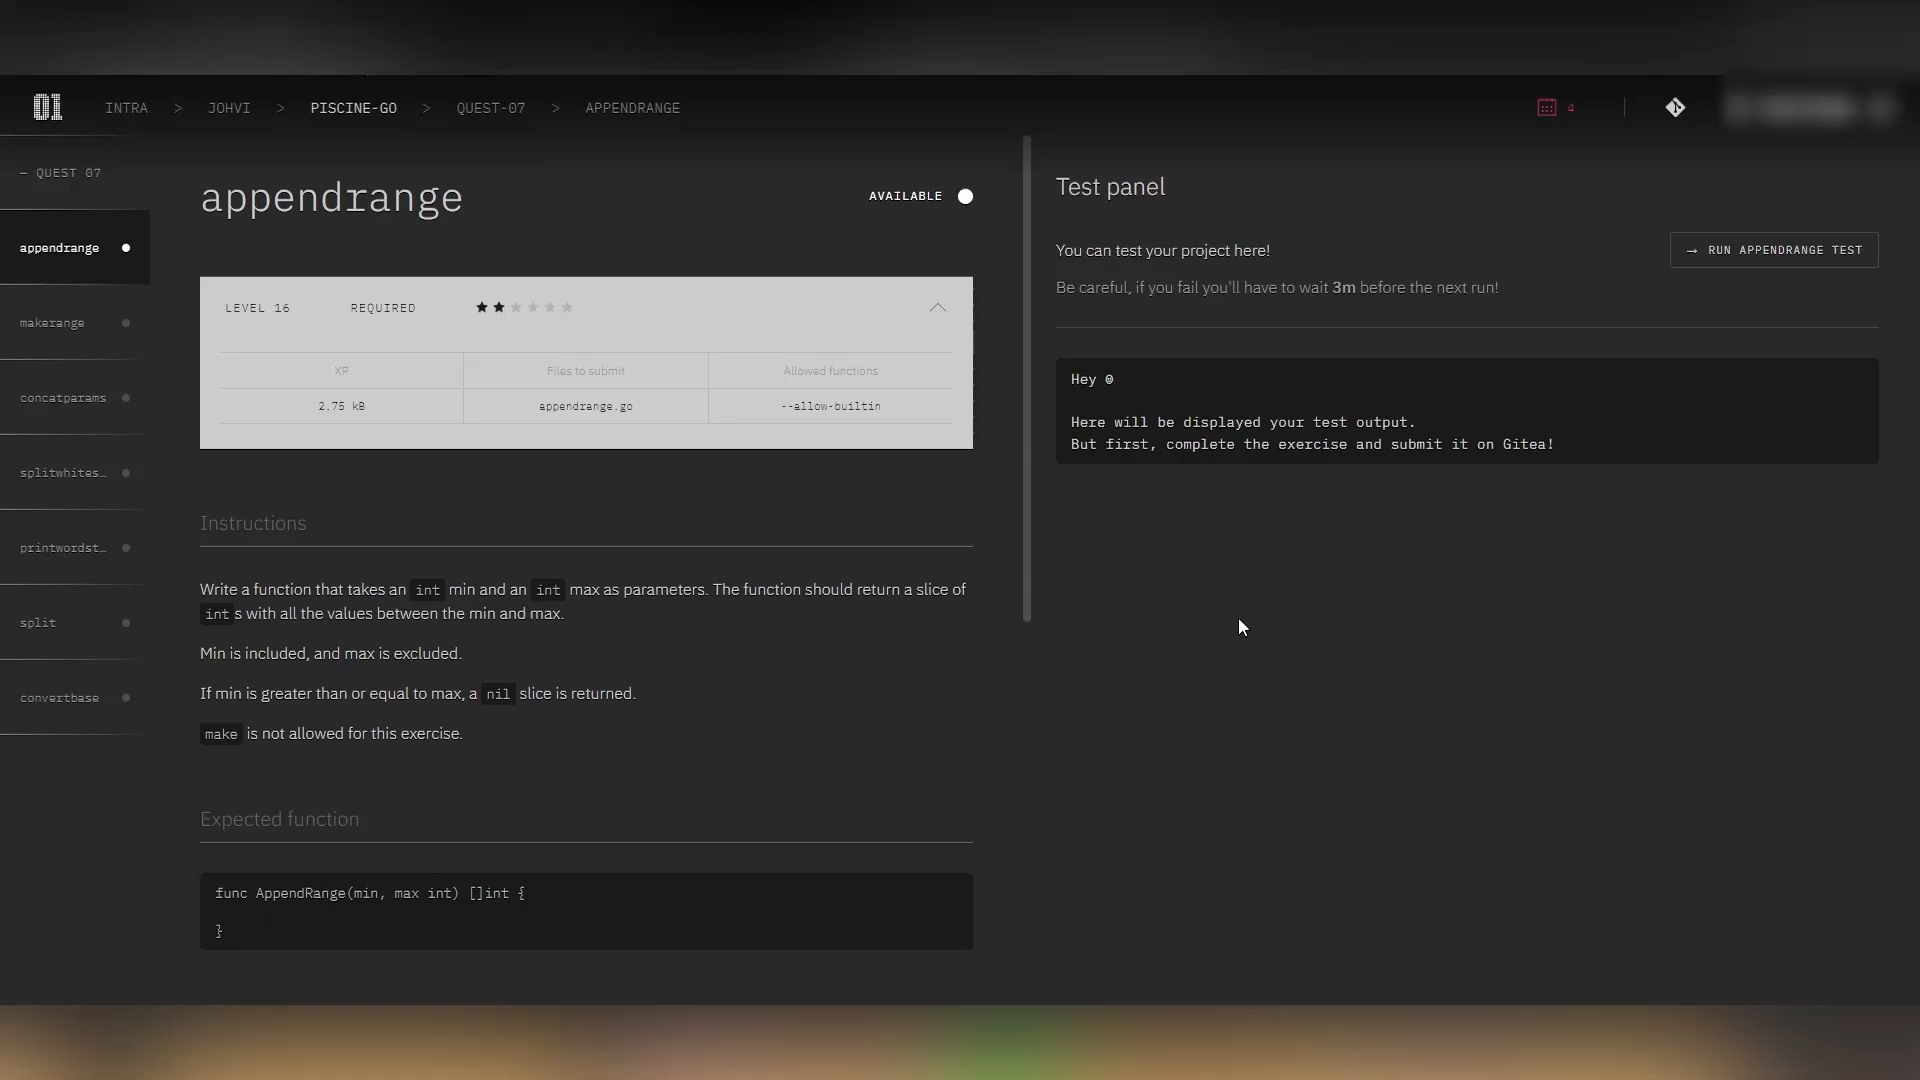 01 INTRA > JOHVI > PISCINE-GO > QUEST-07 > APPENDRANGE 4
— QUEST 07
appendrange
makerange
concatparams
splitwhites…
printwordst…
split
convertbase
appendrange AVAILABLE
LEVEL 16 REQUIRED
XP Files to submit Allowed functions
2.75 kB appendrange.go --allow-builtin
Instructions
Write a function that takes an int min and an int max as parameters. The function should return a slice of
ints with all the values between the min and max.
Min is included, and max is excluded.
If min is greater than or equal to max, a nil slice is returned.
make is not allowed for this exercise.
Expected function
func AppendRange(min, max int) []int {
}
Test panel
You can test your project here!
→ RUN APPENDRANGE TEST
Be careful, if you fail you'll have to wait 3m before the next run!
Hey
Here will be displayed your test output.
But first, complete the exercise and submit it on Gitea!